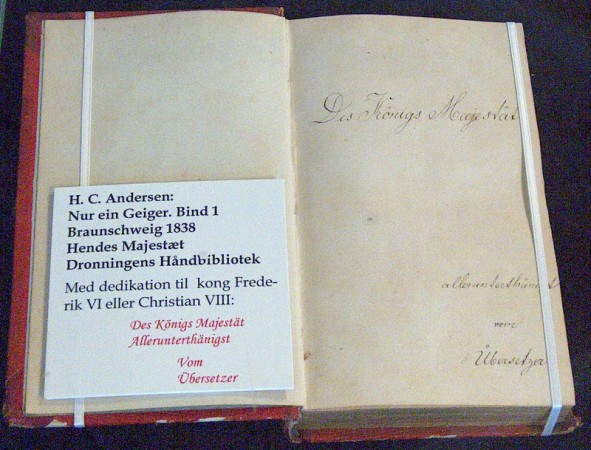 H. C. Andersen:
Nur ein Geiger. Bind 1
Braunschweig 1838
Hendes Majestæt
Dronningens Håndbibliotek
Med dedikation til kong Frede-
rik VI eller Christian VIII:
Des Königs Majestät
Allerunterthänigst
Vom
Übersetzer
Des Königs Majestät
allerunterthänigst
vom
Übersetzer